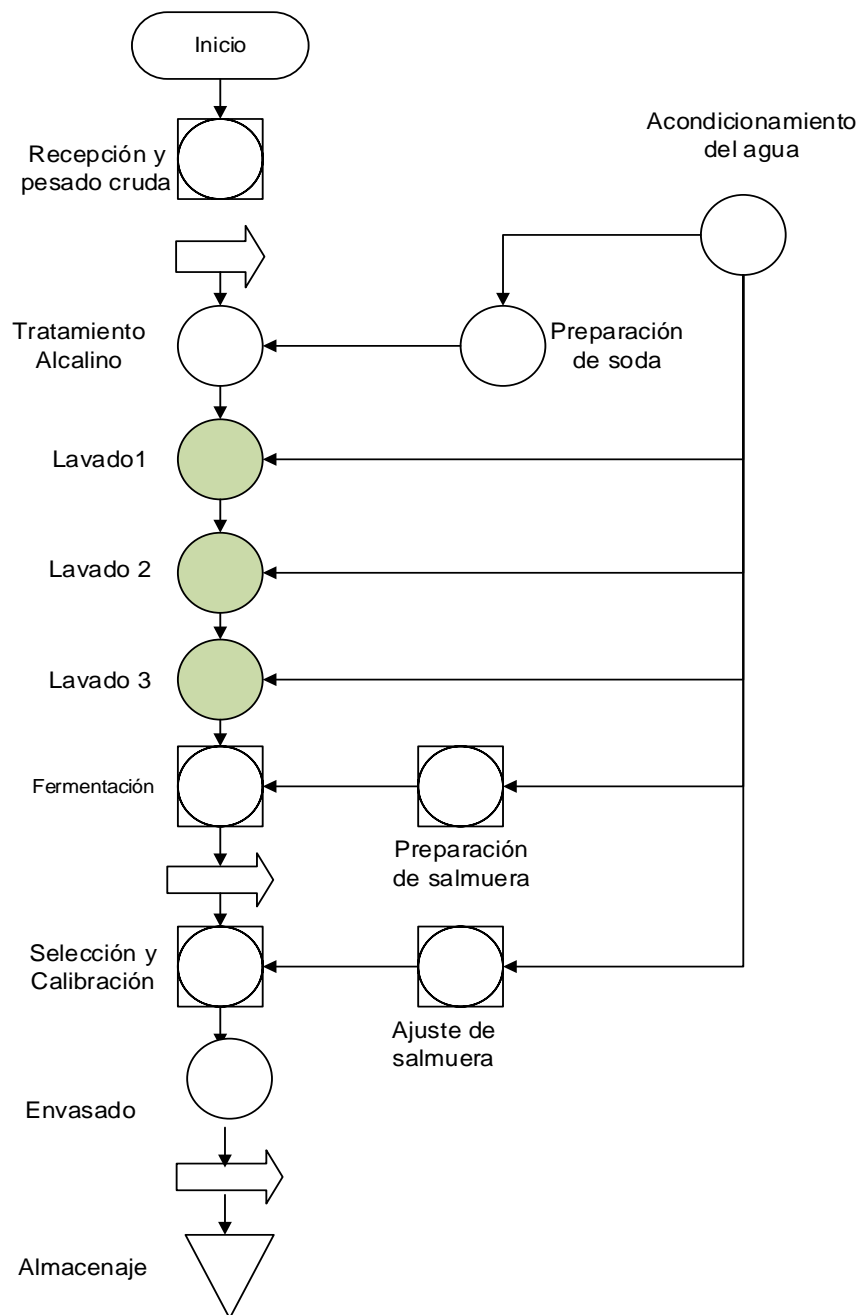 Inicio
Recepción y
pesado cruda
Acondicionamiento
del agua
Tratamiento
Alcalino
Preparación
de soda
Lavado1
Lavado 2
Lavado 3
Fermentación
Preparación
de salmuera
Selección y
Calibración
Ajuste de
salmuera
Envasado
Almacenaje